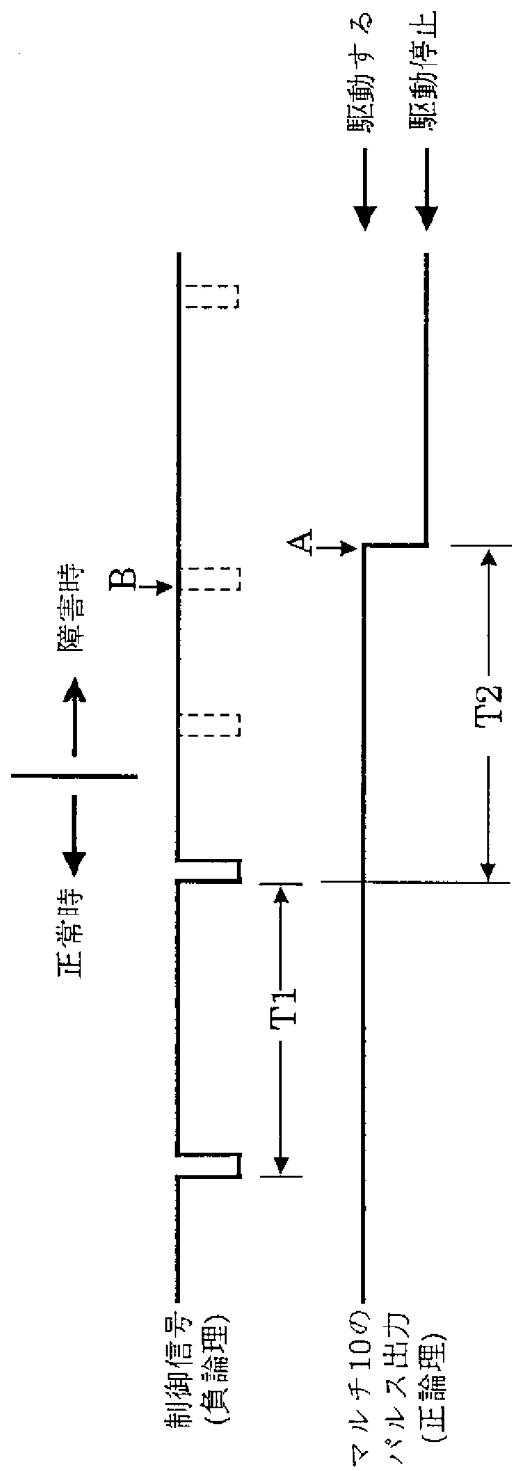 正常時
障害時
制御信号
(負論理)
B
T1
マルチ10の
パルス出力
(正論理)
A
T2
駆動する
駆動停止